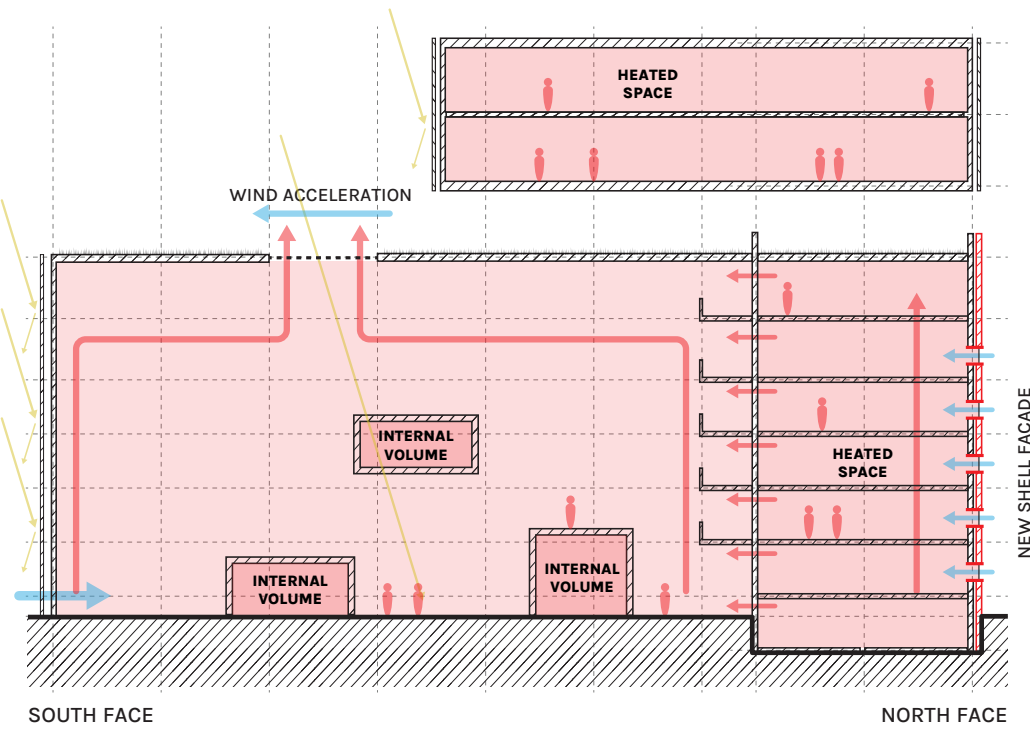 HEATED
SPACE
WIND ACCELERATION
INTERNAL
VOLUME
HEATED
SPACE
INTERNAL
VOLUME
INTERNAL
VOLUME
NEW SHELL FACADE
SOUTH FACE
NORTH FACE